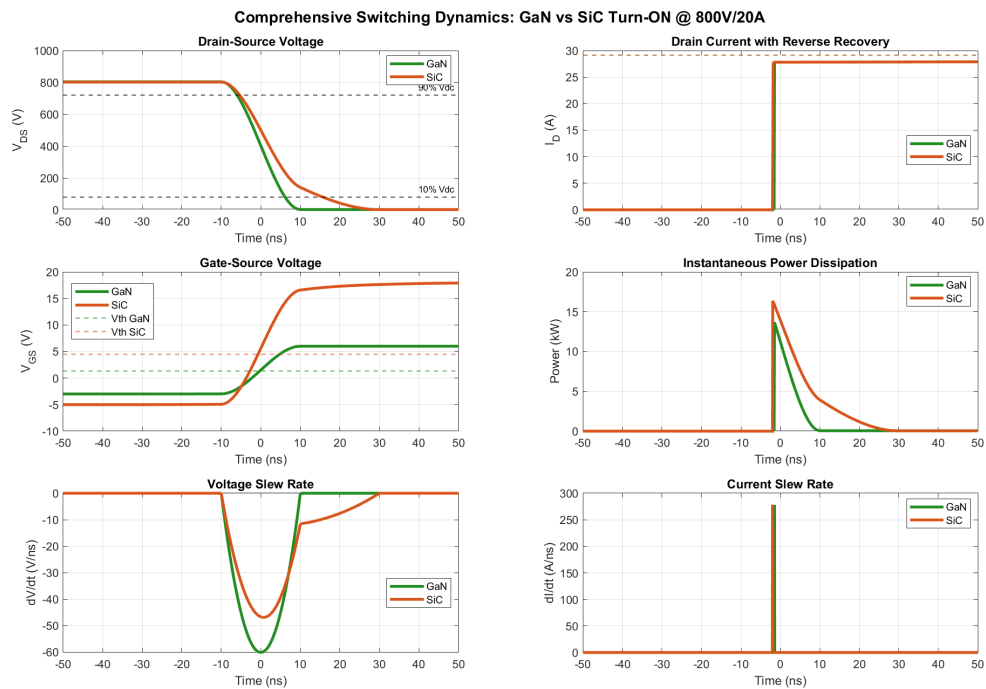 Comprehensive Switching Dynamics: GaN vs SiC Turn-ON @ 800V/20A
Drain-Source Voltage
1000
800
600
400
200
0
V_DS (V)
GaN
SiC
90% Vdc
10% Vdc
-50 -40 -30 -20 -10 0 10 20 30 40 50
Time (ns)
Drain Current with Reverse Recovery
30
25
20
15
10
5
0
I_D (A)
GaN
SiC
-50 -40 -30 -20 -10 0 10 20 30 40 50
Time (ns)
Gate-Source Voltage
20
15
10
5
0
-5
-10
V_GS (V)
GaN
SiC
Vth GaN
Vth SiC
-50 -40 -30 -20 -10 0 10 20 30 40 50
Time (ns)
Instantaneous Power Dissipation
20
15
10
5
0
Power (kW)
GaN
SiC
-50 -40 -30 -20 -10 0 10 20 30 40 50
Time (ns)
Voltage Slew Rate
0
-10
-20
-30
-40
-50
-60
dV/dt (V/ns)
GaN
SiC
-50 -40 -30 -20 -10 0 10 20 30 40 50
Time (ns)
Current Slew Rate
300
250
200
150
100
50
0
dI/dt (A/ns)
GaN
SiC
-50 -40 -30 -20 -10 0 10 20 30 40 50
Time (ns)